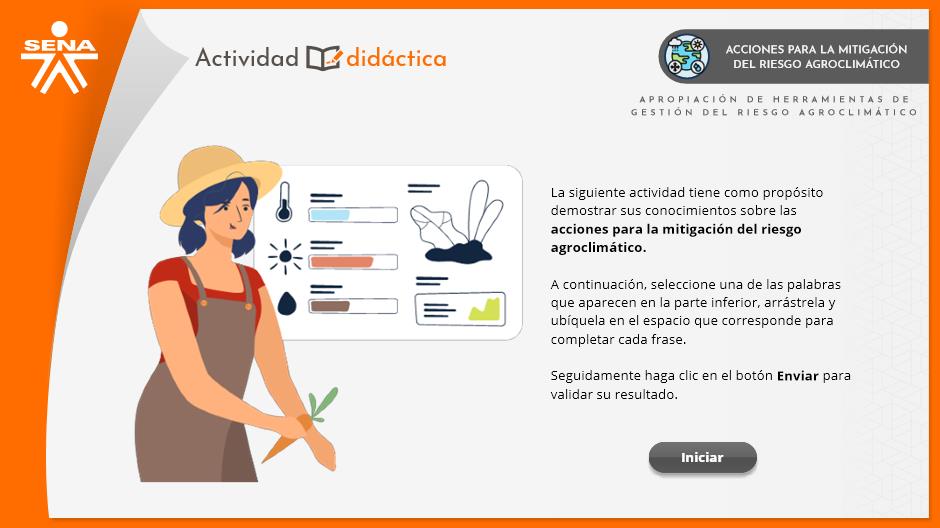 SENA
Actividad didáctica
ACCIONES PARA LA MITIGACIÓN
DEL RIESGO AGROCLIMÁTICO
APROPIACIÓN DE HERRAMIENTAS DE
GESTIÓN DEL RIESGO AGROCLIMÁTICO
La siguiente actividad tiene como propósito
demostrar sus conocimientos sobre las
acciones para la mitigación del riesgo
agroclimático.
A continuación, seleccione una de las palabras
que aparecen en la parte inferior, arrástrela y
ubíquela en el espacio que corresponde para
completar cada frase.
Seguidamente haga clic en el botón Enviar para
validar su resultado.
Iniciar